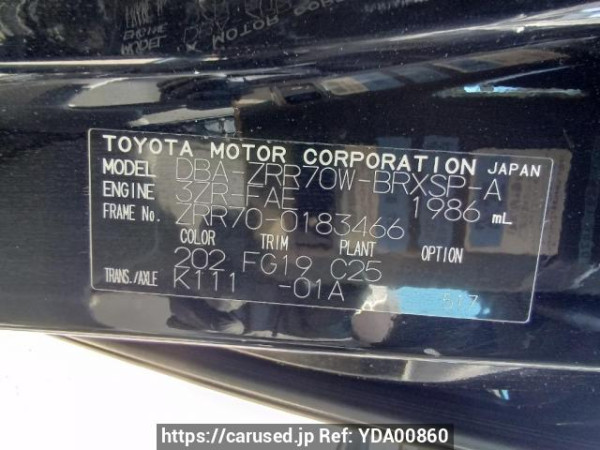 TOYOTA MOTOR CORPORATION JAPAN
MODEL DBA-ZRR70W-BRXSP-A
ENGINE 3ZR-FAE 1986 mL
FRAME No. ZRR70-0183466
COLOR TRIM PLANT OPTION
202 FG19 C25
TRANS./AXLE K111 -01A 517
https://carused.jp Ref: YDA00860